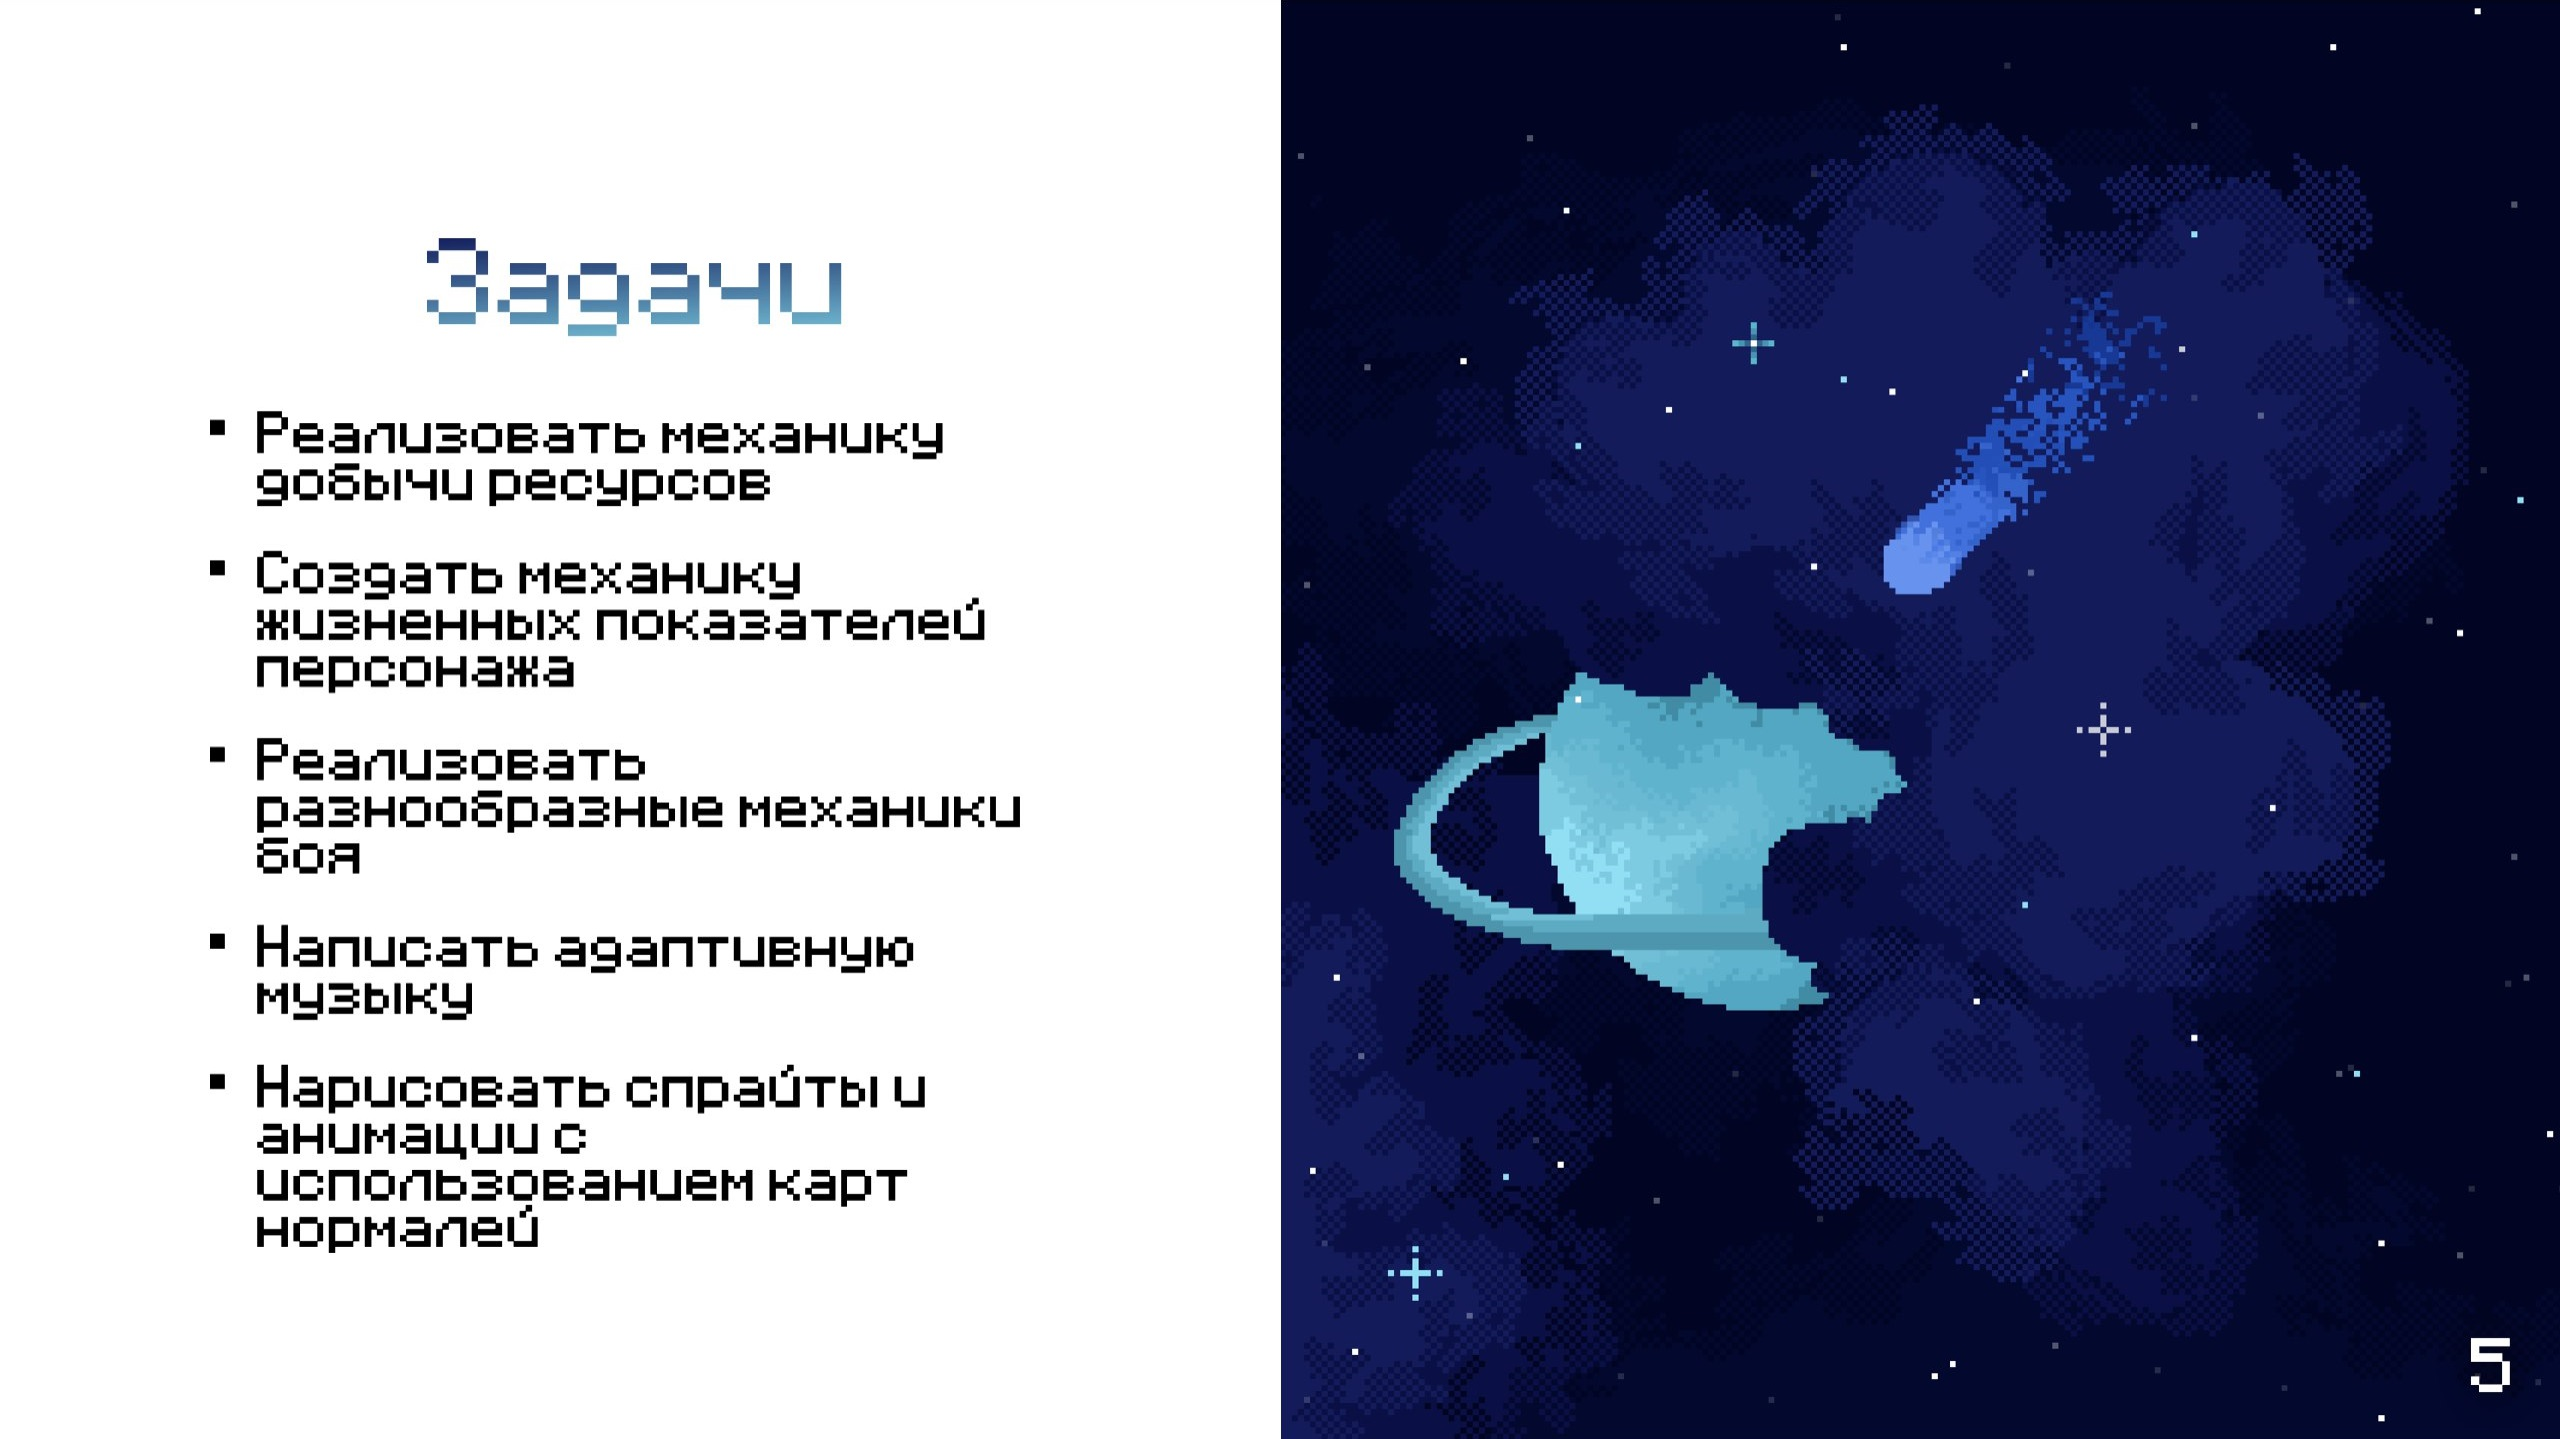 Задачи
▪ Реализовать механику
добычи ресурсов
▪ Создать механику
жизненных показателей
персонажа
▪ Реализовать
разнообразные механики
боя
▪ Написать адаптивную
музыку
▪ Нарисовать спрайты и
анимации с
использованием карт
нормалей
5